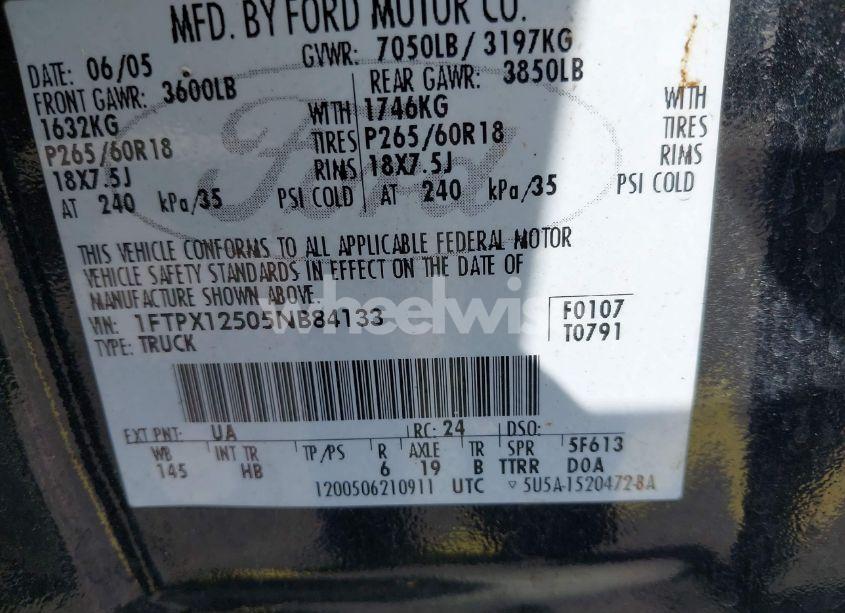 MFD. BY FORD MOTOR CO.
DATE: 06/05 GVWR: 7050LB/ 3197KG
FRONT GAWR: 3600LB REAR GAWR: 3850LB
1632KG WITH 1746KG WITH
P265/60R18 TIRES P265/60R18 TIRES
18X7.5J RIMS 18X7.5J RIMS
AT 240 kPa/35 PSI COLD AT 240 kPa/35 PSI COLD
Ford
THIS VEHICLE CONFORMS TO ALL APPLICABLE FEDERAL MOTOR
VEHICLE SAFETY STANDARDS IN EFFECT ON THE DATE OF
MANUFACTURE SHOWN ABOVE.
wheelwis
VIN: 1FTPX12505NB84133 F0107
TYPE: TRUCK T0791
EXT PNT: UA RC: 24 DSO:
WB INT TR TP/PS R AXLE TR SPR 5F613
145 HB 6 19 B TTRR DOA
1200506210911 UTC ▽ 5U5A-1520472-BA